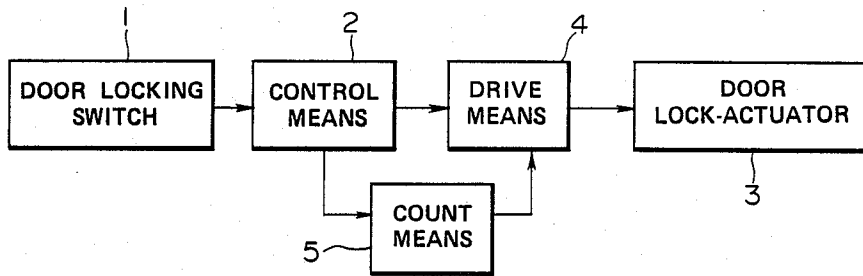 1
2
4
DOOR LOCKING
SWITCH
CONTROL
MEANS
DRIVE
MEANS
DOOR
LOCK-ACTUATOR
3
5
COUNT
MEANS